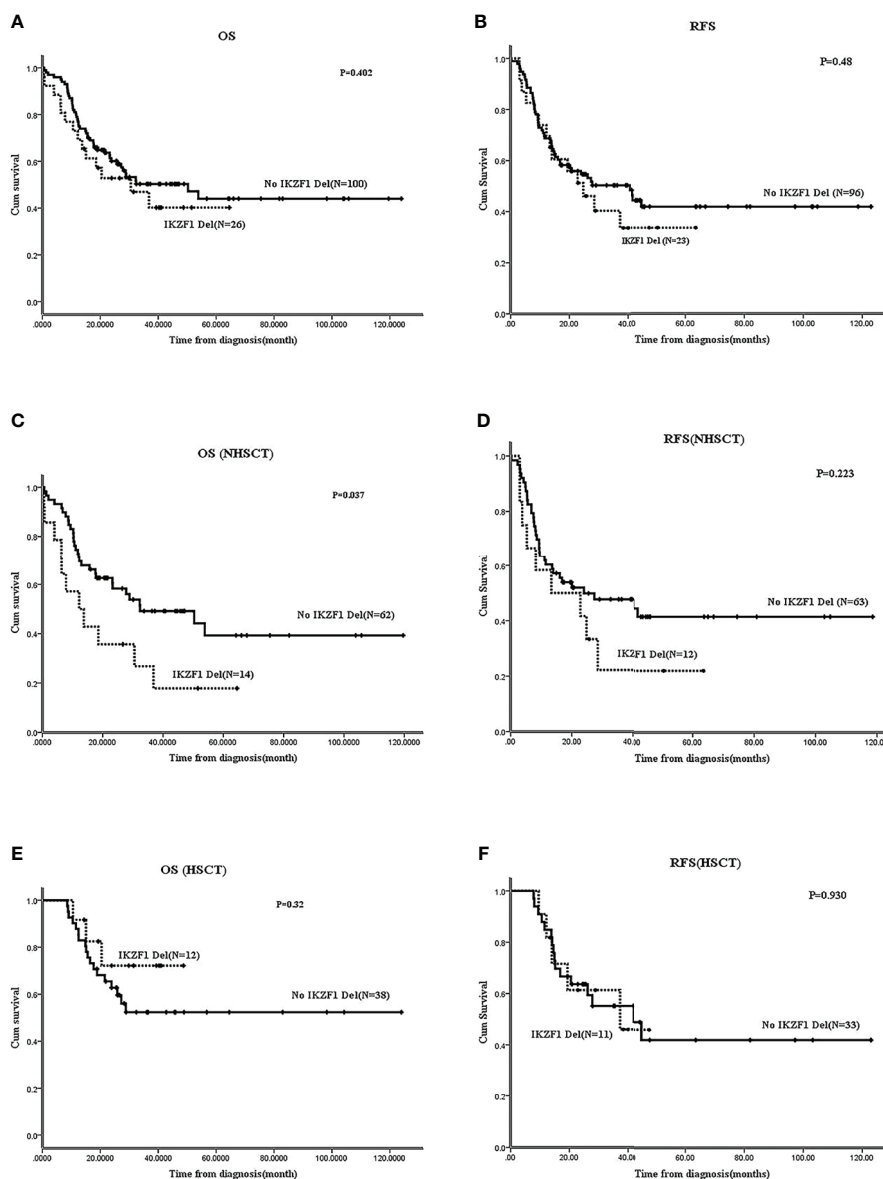 A
OS
P=0.402
Cum survival
1.0
0.8
0.6
0.4
0.2
0.0
No IKZF1 Del(N=100)
IKZF1 Del(N=26)
.0000 20.0000 40.0000 60.0000 80.0000 100.0000 120.0000
Time from diagnosis(month)
B
RFS
P=0.48
Cum Survival
1.0
0.8
0.6
0.4
0.2
0.0
No IKZF1 Del (N=96)
IKZF1 Del (N=23)
.00 20.00 40.00 60.00 80.00 100.00 120.00
Time from diagnosis(months)
C
OS (NHSCT)
P=0.037
Cum survival
1.0
0.8
0.6
0.4
0.2
0.0
No IKZF1 Del(N=62)
IKZF1 Del(N=14)
.0000 20.0000 40.0000 60.0000 80.0000 100.0000 120.0000
Time from diagnosis(month)
D
RFS(NHSCT)
P=0.223
Cum Survival
1.0
0.8
0.6
0.4
0.2
0.0
No IKZF1 Del (N=63)
IK2F1 Del(N=12)
.00 20.00 40.00 60.00 80.00 100.00 120.00
Time from diagnosis(months)
E
OS (HSCT)
P=0.32
Cum Survival
1.0
0.8
0.6
0.4
0.2
0.0
IKZF1 Del(N=12)
No IKZF1 Del(N=38)
.0000 20.0000 40.0000 60.0000 80.0000 100.0000 120.0000
Time from diagnosis(month)
F
RFS(HSCT)
P=0.930
Cum Survival
1.0
0.8
0.6
0.4
0.2
0.0
IKZF1 Del(N=11)
No IKZF1 Del(N=33)
.00 20.00 40.00 60.00 80.00 100.00 120.00
Time from diagnosis(months)